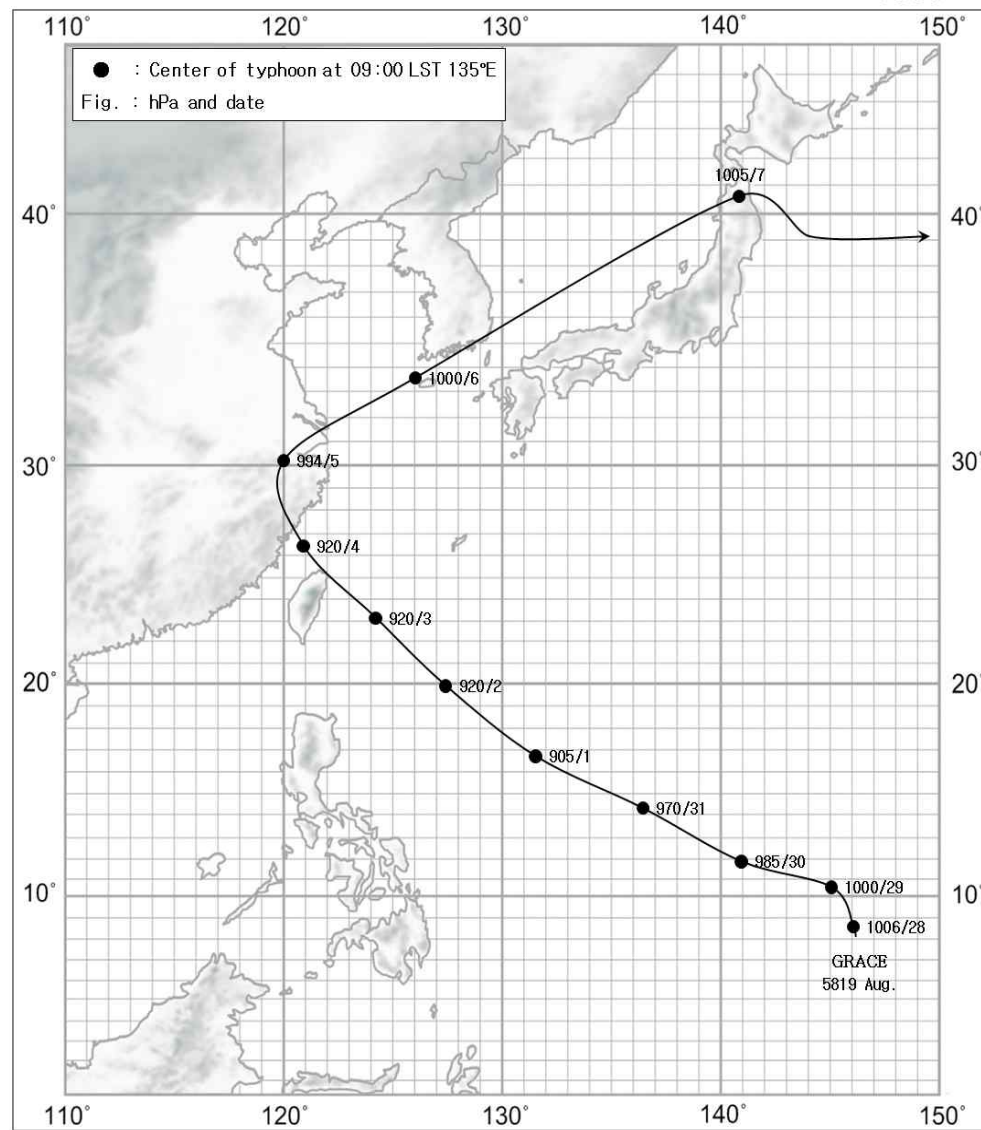 110° 120° 130° 140° 150°
● : Center of typhoon at 09:00 LST 135°E
Fig. : hPa and date
1005/7
40° 40°
1000/6
30° 994/5 30°
920/4
920/3
20° 920/2 20°
905/1
970/31
985/30
10° 1000/29 10°
1006/28
GRACE
5819 Aug.
110° 120° 130° 140° 150°